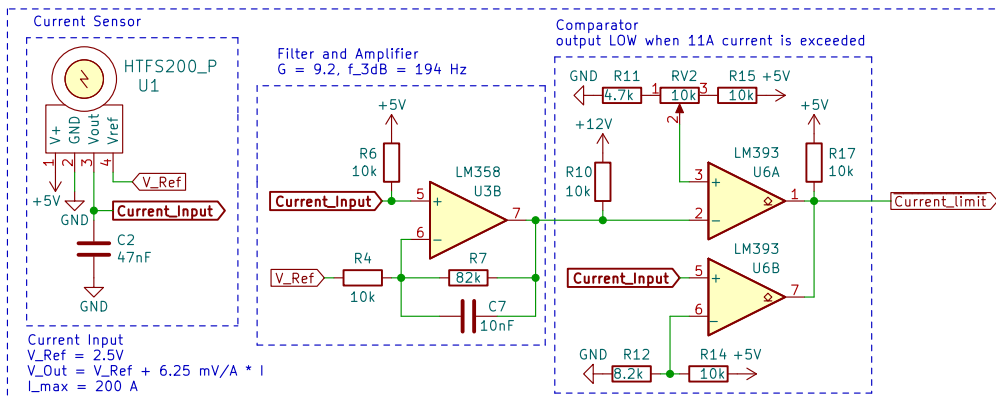 Current Sensor
HTFS200_P
U1
V+
GND
Vout
Vref
1
2
3
4
+5V
GND
V_Ref
Current_Input
C2
47nF
GND
Current Input
V_Ref = 2.5V
V_Out = V_Ref + 6.25 mV/A * I
I_max = 200 A
Filter and Amplifier
G = 9.2, f_3dB = 194 Hz
+5V
R6
10k
LM358
U3B
Current_Input
5
+
7
6
−
V_Ref
R4
10k
R7
82k
C7
10nF
Comparator
output LOW when 11A current is exceeded
GND
R11
4.7k
1
RV2
10k
3
2
R15
10k
+5V
+12V
R10
10k
LM393
U6A
3
+
1
2
−
+5V
R17
10k
Current_limit
LM393
U6B
Current_Input
5
+
7
6
−
GND
R12
8.2k
R14
10k
+5V